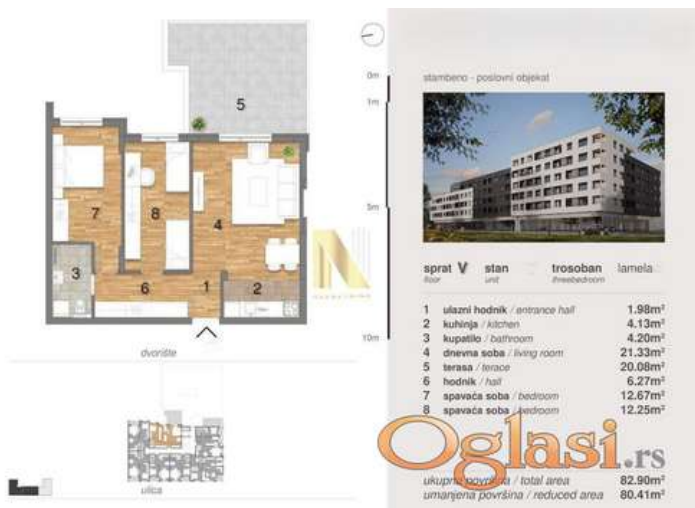 5
7
8
4
3
6
1
2
dvorište
ulica
0m
1m
5m
10m
stambeno - poslovni objekat
sprat V stan trosoban lamela
floor unit threebedroom
1 ulazni hodnik / entrance hall 1.98m²
2 kuhinja / kitchen 4.13m²
3 kupatilo / bathroom 4.20m²
4 dnevna soba / living room 21.33m²
5 terasa / terace 20.08m²
6 hodnik / hall 6.27m²
7 spavaća soba / bedroom 12.67m²
8 spavaća soba / bedroom 12.25m²
Oglasi.rs
ukupna površina / total area 82.90m²
umanjena površina / reduced area 80.41m²